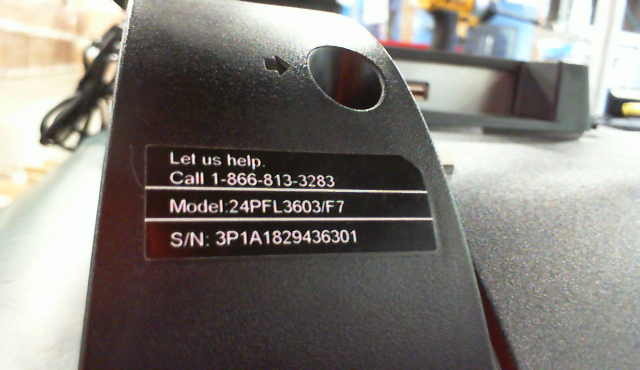 Let us help.
Call 1-866-813-3283
Model:24PFL3603/F7
S/N: 3P1A1829436301